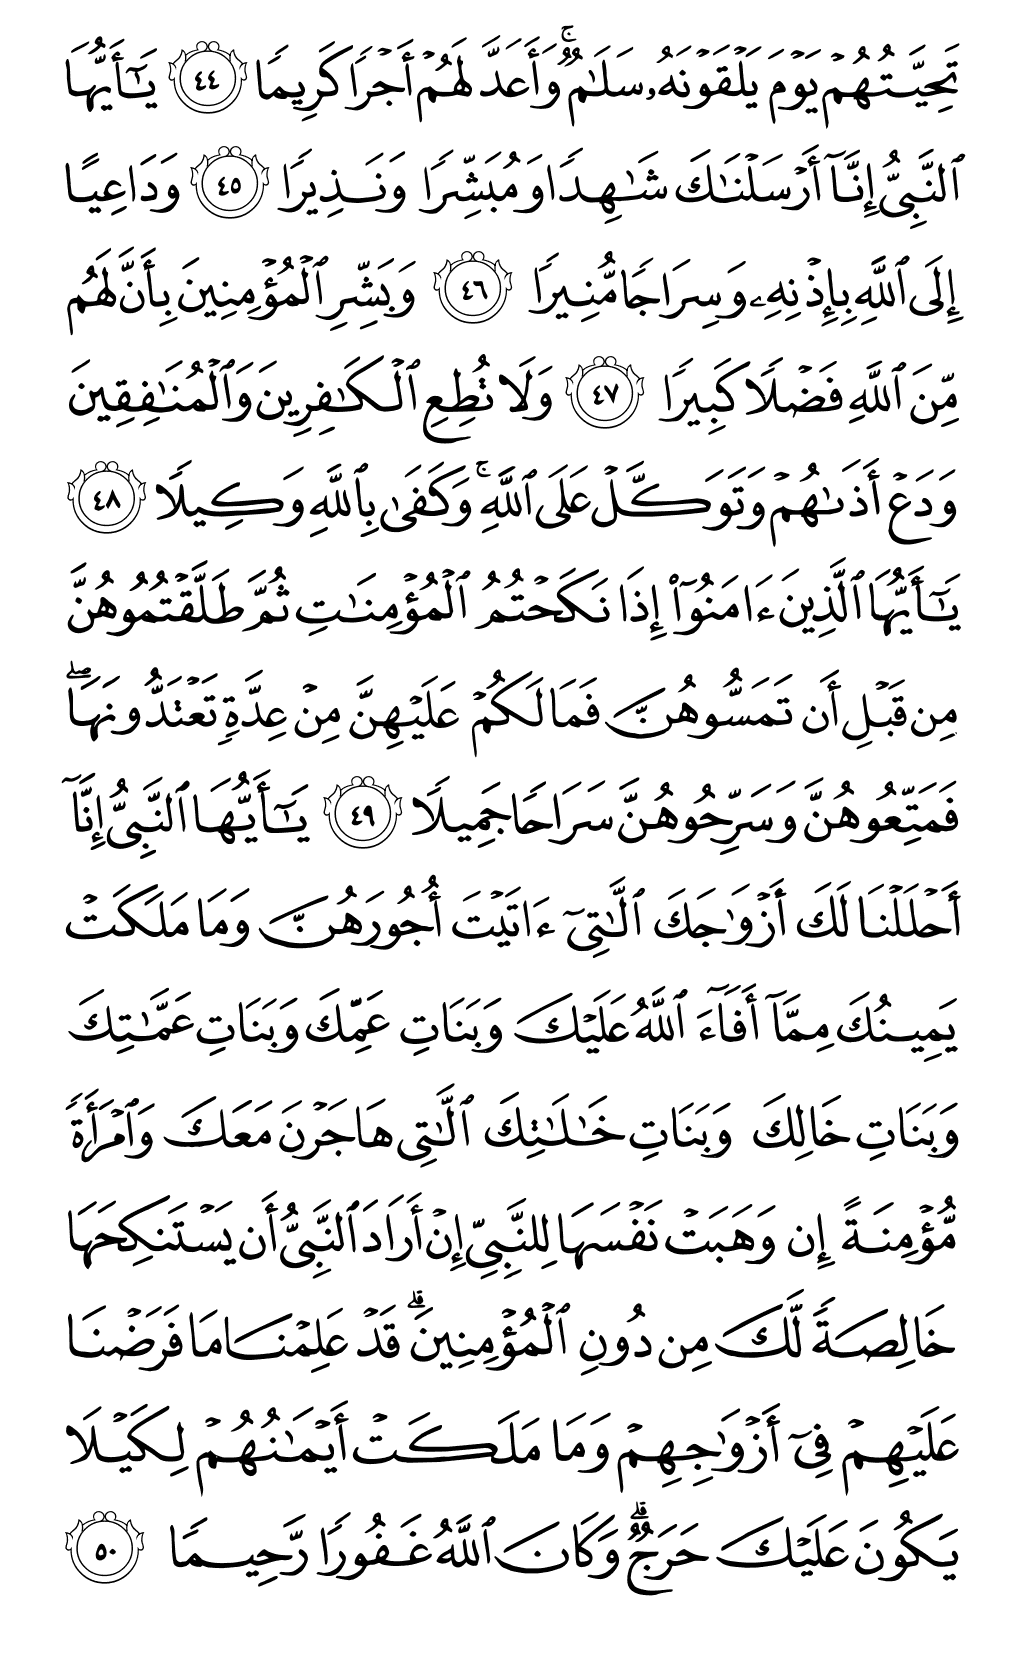 تَحِيَّتُهُمۡ يَوۡمَ يَلۡقَوۡنَهُۥ سَلَٰمٞۚ وَأَعَدَّ لَهُمۡ أَجۡرٗا كَرِيمٗا ٤٤ يَٰٓأَيُّهَا
ٱلنَّبِيُّ إِنَّآ أَرۡسَلۡنَٰكَ شَٰهِدٗا وَمُبَشِّرٗا وَنَذِيرٗا ٤٥ وَدَاعِيًا
إِلَى ٱللَّهِ بِإِذۡنِهِۦ وَسِرَاجٗا مُّنِيرٗا ٤٦ وَبَشِّرِ ٱلۡمُؤۡمِنِينَ بِأَنَّ لَهُم
مِّنَ ٱللَّهِ فَضۡلٗا كَبِيرٗا ٤٧ وَلَا تُطِعِ ٱلۡكَٰفِرِينَ وَٱلۡمُنَٰفِقِينَ
وَدَعۡ أَذَىٰهُمۡ وَتَوَكَّلۡ عَلَى ٱللَّهِۚ وَكَفَىٰ بِٱللَّهِ وَكِيلٗا ٤٨
يَٰٓأَيُّهَا ٱلَّذِينَ ءَامَنُوٓاْ إِذَا نَكَحۡتُمُ ٱلۡمُؤۡمِنَٰتِ ثُمَّ طَلَّقۡتُمُوهُنَّ
مِن قَبۡلِ أَن تَمَسُّوهُنَّ فَمَا لَكُمۡ عَلَيۡهِنَّ مِنۡ عِدَّةٖ تَعۡتَدُّونَهَاۖ
فَمَتِّعُوهُنَّ وَسَرِّحُوهُنَّ سَرَاحٗا جَمِيلٗا ٤٩ يَٰٓأَيُّهَا ٱلنَّبِيُّ إِنَّآ
أَحۡلَلۡنَا لَكَ أَزۡوَٰجَكَ ٱلَّٰتِيٓ ءَاتَيۡتَ أُجُورَهُنَّ وَمَا مَلَكَتۡ
يَمِينُكَ مِمَّآ أَفَآءَ ٱللَّهُ عَلَيۡكَ وَبَنَاتِ عَمِّكَ وَبَنَاتِ عَمَّٰتِكَ
وَبَنَاتِ خَالِكَ وَبَنَاتِ خَٰلَٰتِكَ ٱلَّٰتِي هَاجَرۡنَ مَعَكَ وَٱمۡرَأَةٗ
مُّؤۡمِنَةً إِن وَهَبَتۡ نَفۡسَهَا لِلنَّبِيِّ إِنۡ أَرَادَ ٱلنَّبِيُّ أَن يَسۡتَنكِحَهَا
خَالِصَةٗ لَّكَ مِن دُونِ ٱلۡمُؤۡمِنِينَۗ قَدۡ عَلِمۡنَا مَا فَرَضۡنَا
عَلَيۡهِمۡ فِيٓ أَزۡوَٰجِهِمۡ وَمَا مَلَكَتۡ أَيۡمَٰنُهُمۡ لِكَيۡلَا
يَكُونَ عَلَيۡكَ حَرَجٞۗ وَكَانَ ٱللَّهُ غَفُورٗا رَّحِيمٗا ٥٠